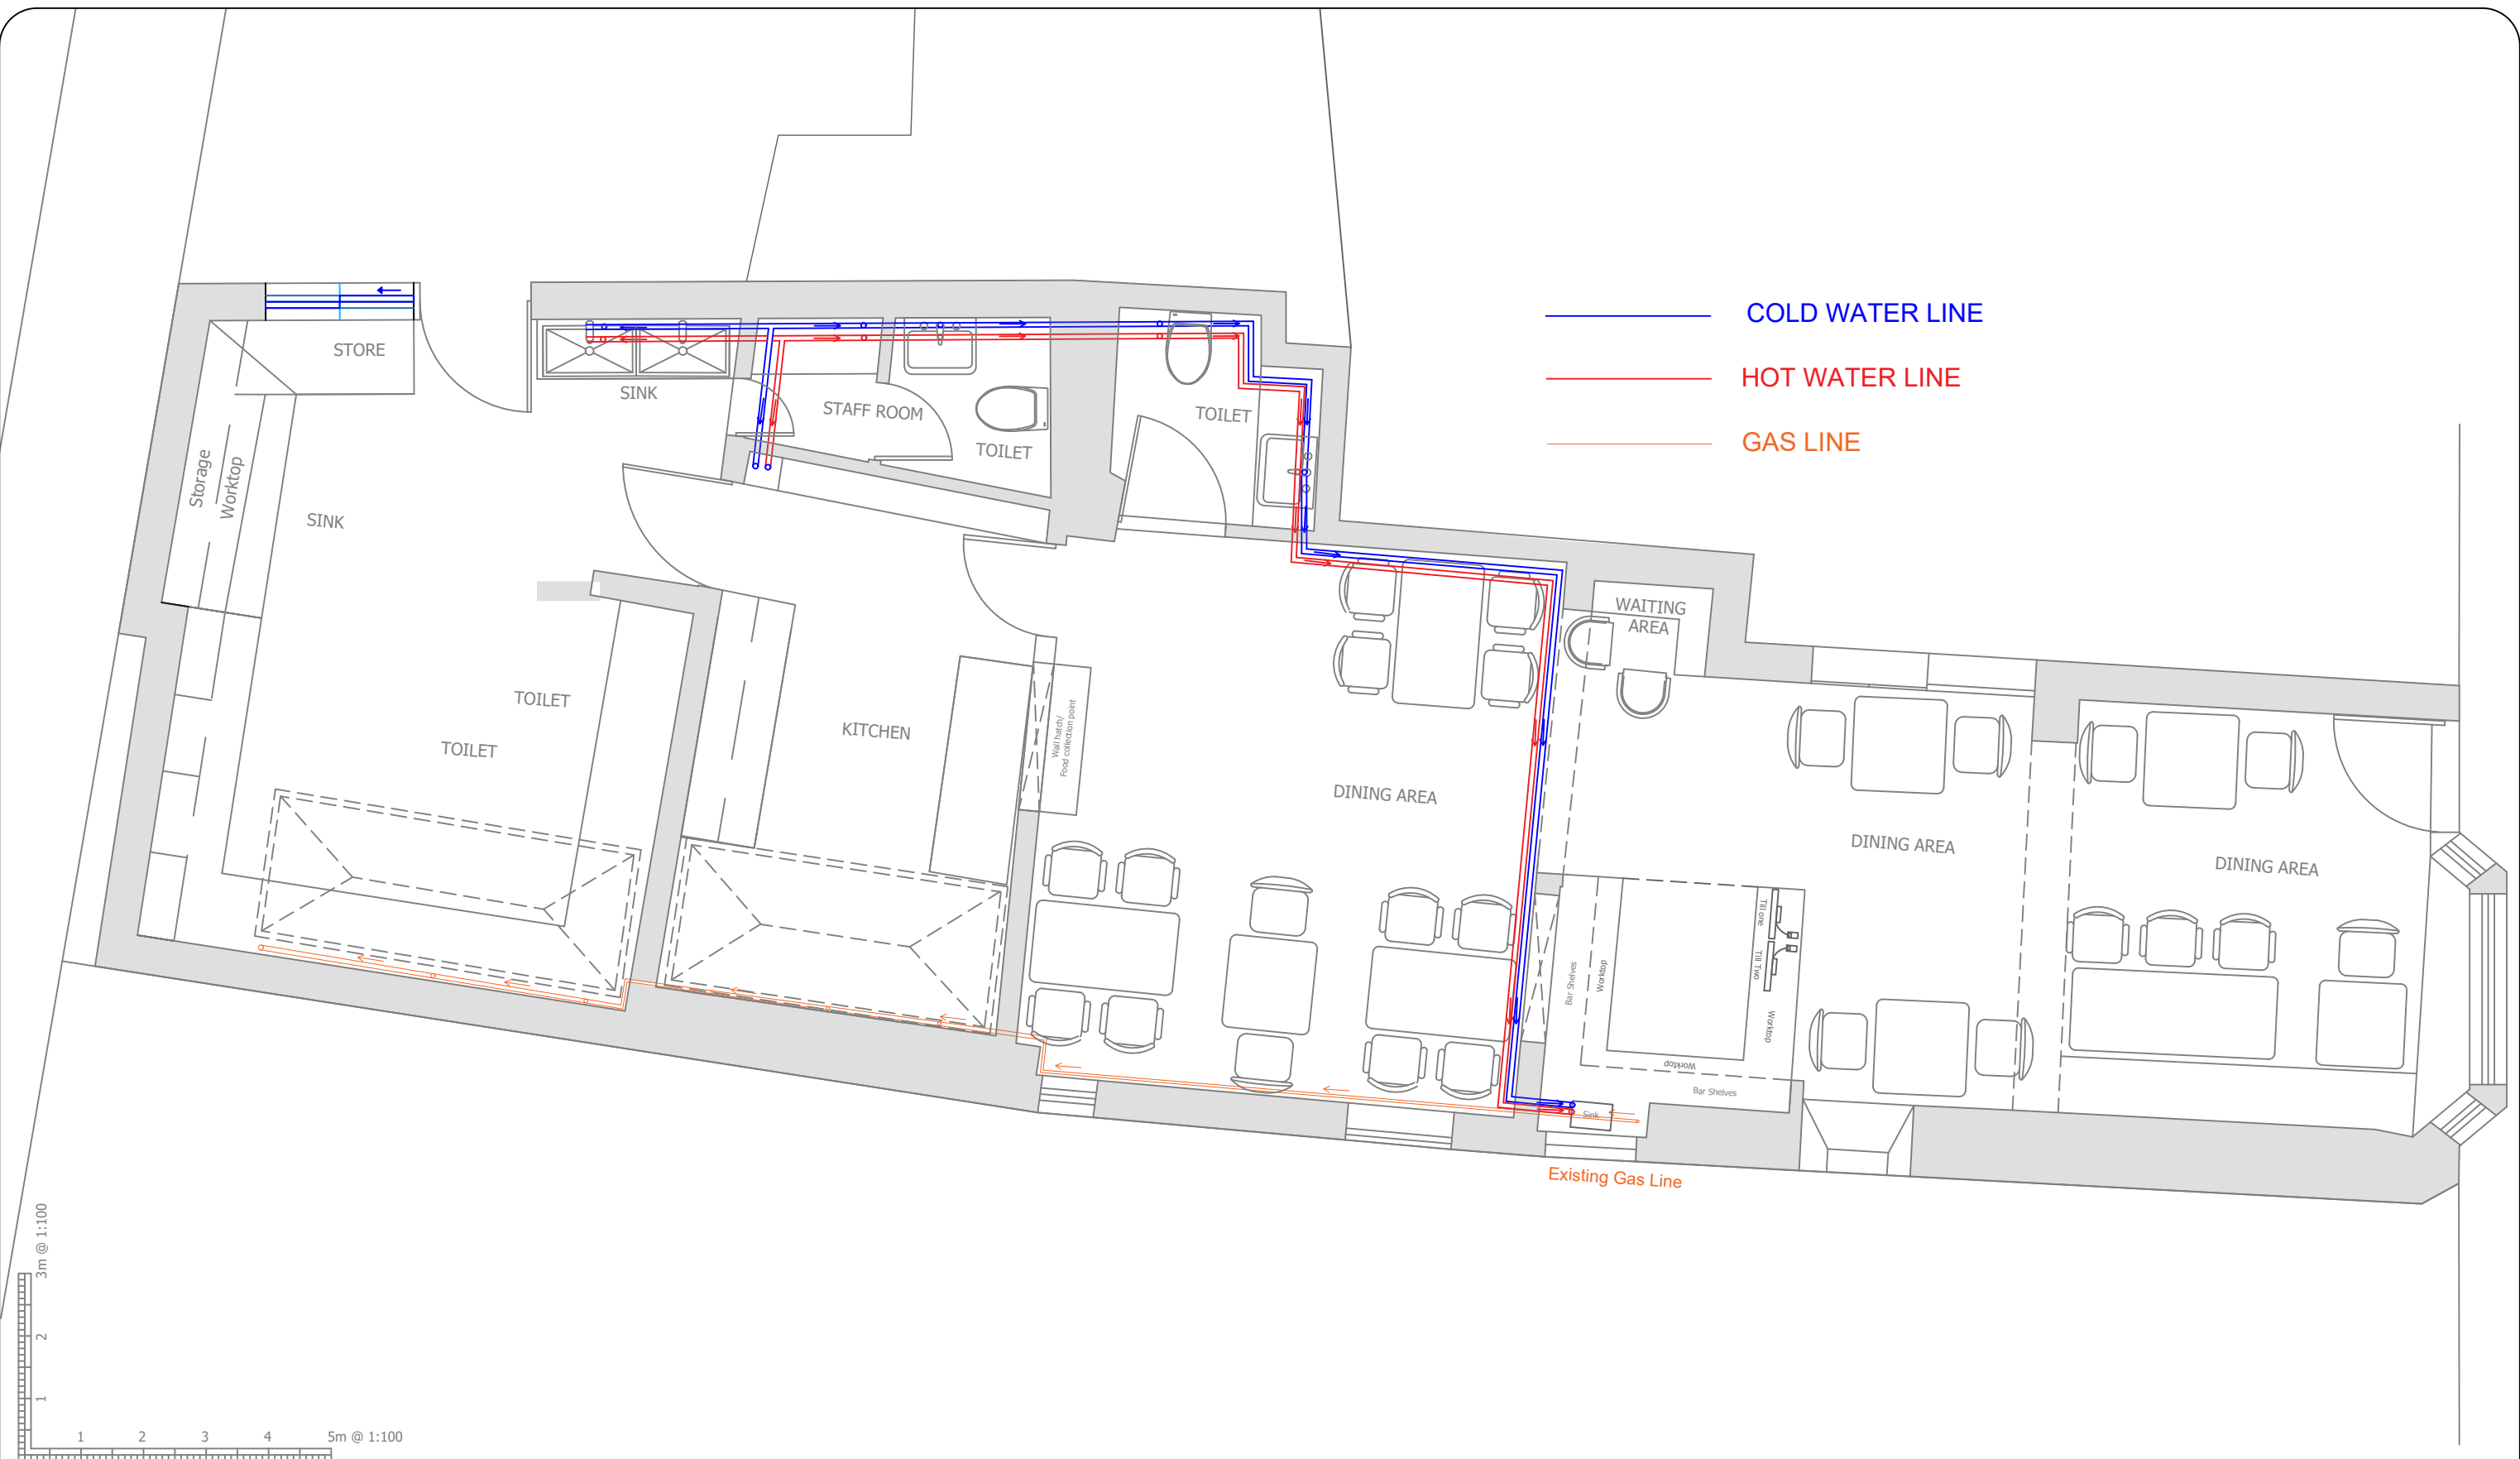 COLD WATER LINE
HOT WATER LINE
GAS LINE
STORE
SINK
STAFF ROOM
TOILET
TOILET
Storage
Worktop
SINK
WAITING
AREA
TOILET
TOILET
KITCHEN
Wall hatch/
Food collection point
DINING AREA
DINING AREA
DINING AREA
Till one
Till Two
Bar Shelves
Worktop
Worktop
Worktop
Bar Shelves
Sink
Existing Gas Line
3m @ 1:100
2
1
1
2
3
4
5m @ 1:100